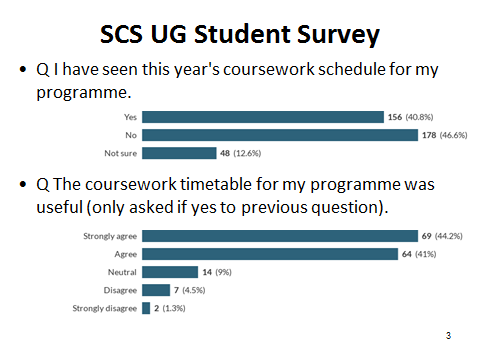 SCS UG Student Survey
• Q I have seen this year's coursework schedule for my
programme.
Yes 156 (40.8%)
No 178 (46.6%)
Not sure 48 (12.6%)
• Q The coursework timetable for my programme was
useful (only asked if yes to previous question).
Strongly agree 69 (44.2%)
Agree 64 (41%)
Neutral 14 (9%)
Disagree 7 (4.5%)
Strongly disagree 2 (1.3%)
3